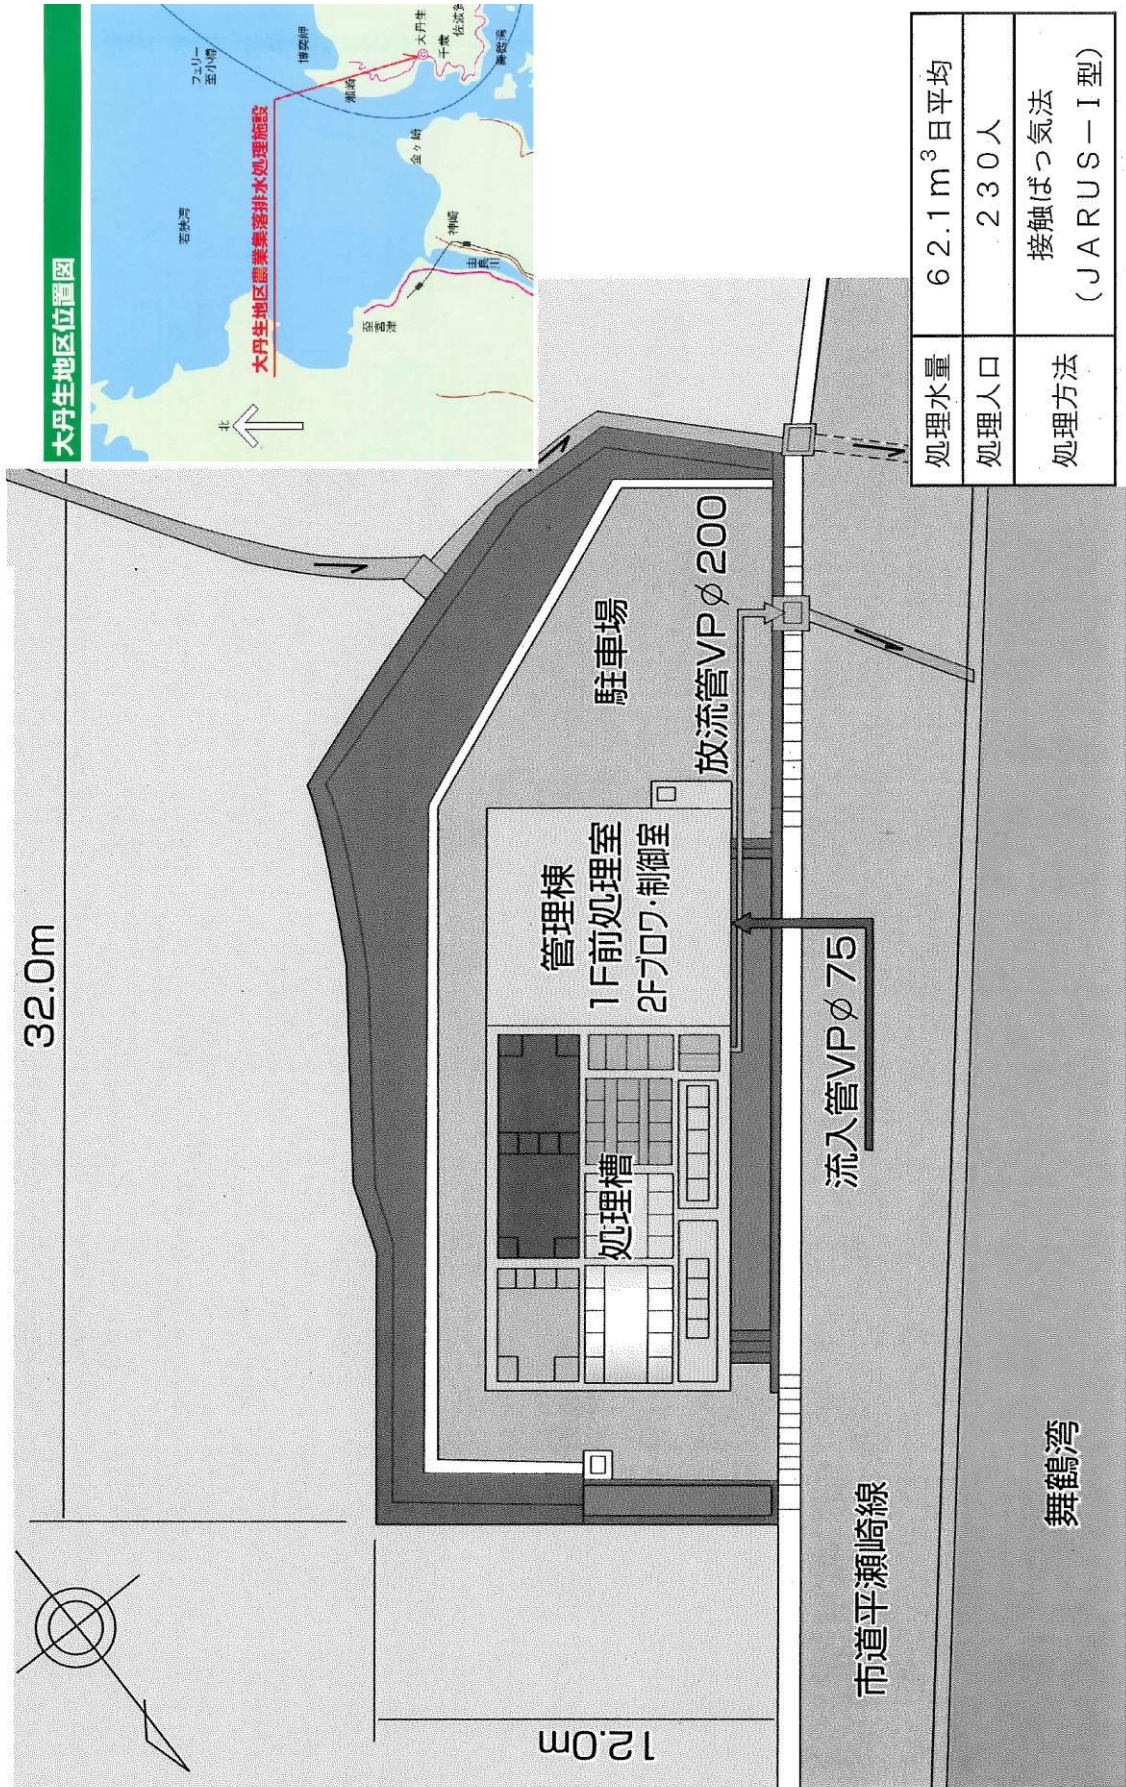 大丹生地区位置図
フェリー
至小樽
若狭湾
博奕岬
瀬崎
大丹生
千歳
佐波賀
舞鶴湾
金ヶ崎
神崎
由良川
至宮津
北
大丹生地区農業集落排水処理施設
32.0m
12.0m
管理棟
1F前処理室
2Fブロワ・制御室
処理槽
駐車場
放流管VPφ200
流入管VPφ75
市道平瀬崎線
舞鶴湾
処理水量 62.1m³日平均
処理人口 230人
処理方法 接触ばっ気法
(JARUS-I型)